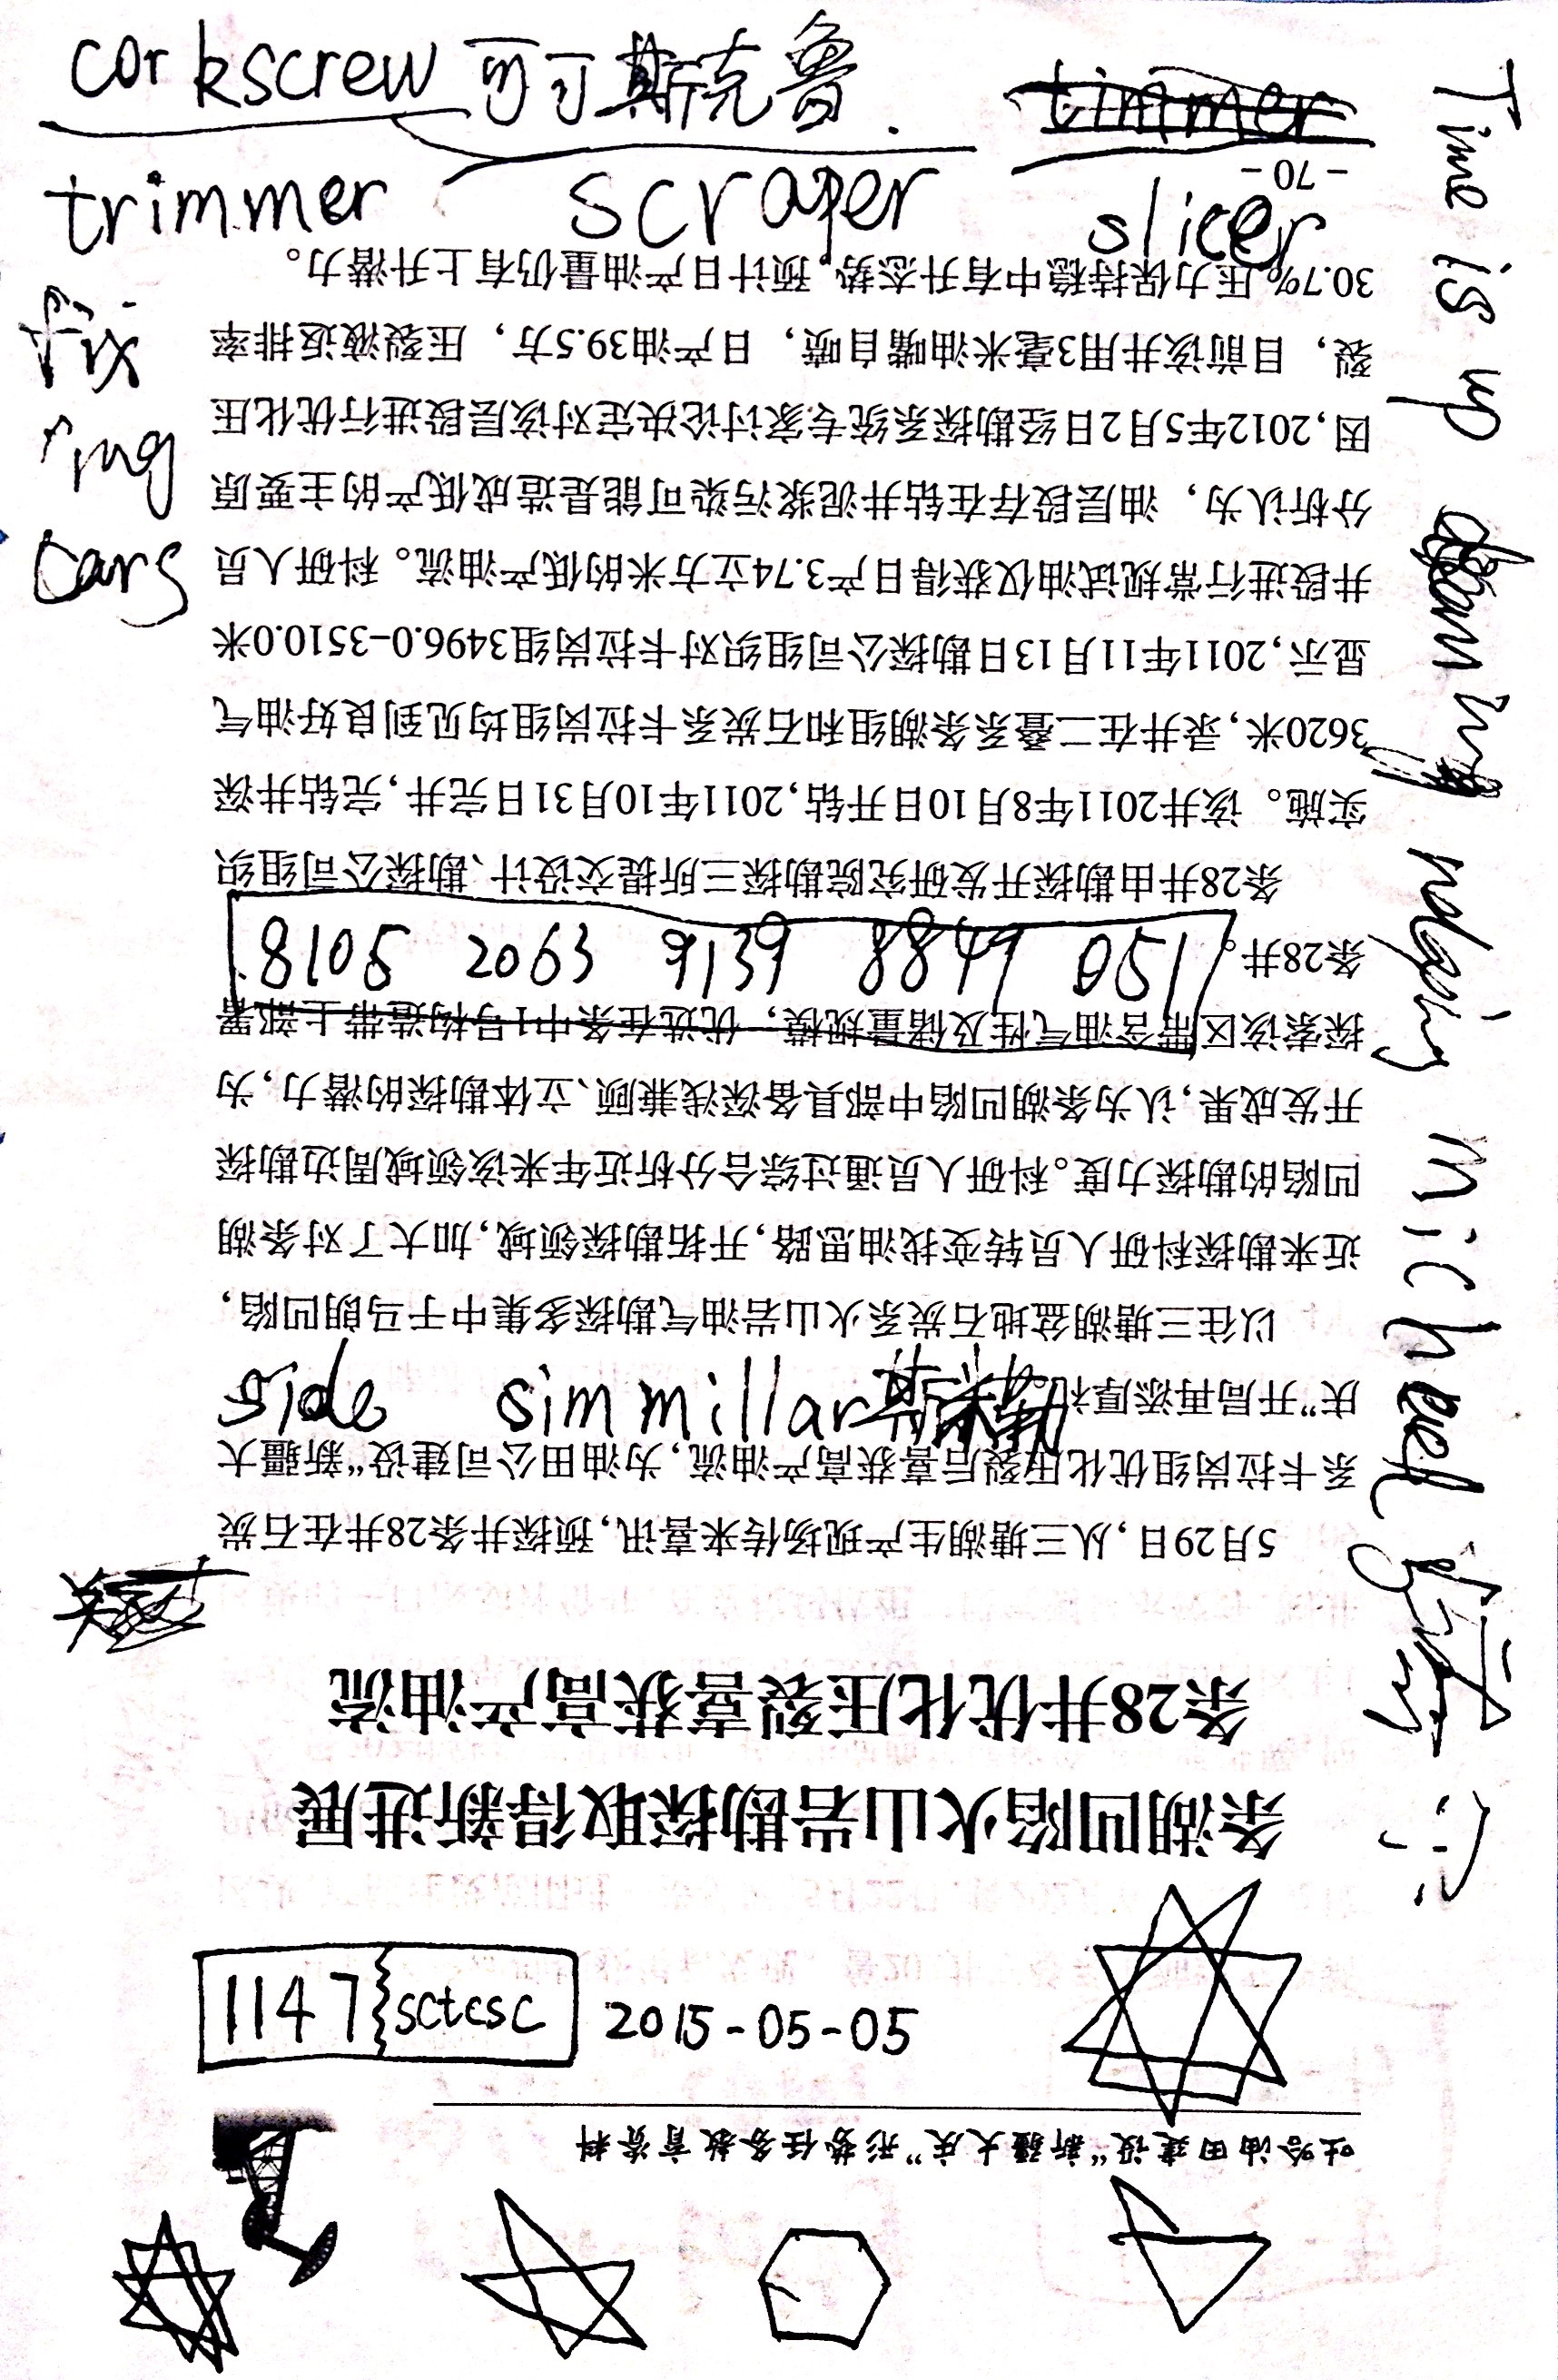 corkscrew 可可斯克鲁.
trimmer scraper slicer
fix
ring
cars
Time is up
8105 2063 9139 8849 051
side simmillar
1147 sctcsc 2015-05-05
吐哈油田建设“新疆大庆”形势任务教育资料
条湖凹陷火山岩勘探取得新进展
条28井优化压裂喜获高产油流
5月29日,从三塘湖生产现场传来喜讯,预探井条28井在石炭
系卡拉岗组优化压裂后喜获高产油流,为油田公司建设“新疆大
庆”开局再添厚礼。
以往三塘湖盆地石炭系火山岩油气勘探多集中于马朗凹陷,
近来勘探科研人员转变找油思路,开拓勘探领域,加大了对条湖
凹陷的勘探力度。科研人员通过综合分析近年来该领域周边勘探
开发成果,认为条湖凹陷中部具备深浅兼顾、立体勘探的潜力,为
探索该区带含油气性及储量规模,优选在条中1号构造带上部署
条28井。
条28井由勘探开发研究院勘探三所提交设计、勘探公司组织
实施。该井2011年8月10日开钻,2011年10月31日完井,完钻井深
3620米,录井在二叠系条湖组和石炭系卡拉岗组均见到良好油气
显示,2011年11月13日勘探公司组织对卡拉岗组3496.0-3510.0米
井段进行常规试油仅获得日产3.74立方米的低产油流。科研人员
分析认为,油层段存在钻井泥浆污染可能是造成低产的主要原
因,2012年5月2日经勘探系统专家讨论决定对该层段进行优化压
裂,目前该井用3毫米油嘴自喷,日产油39.5方,压裂液返排率
30.7%,压力保持稳中有升态势,预计日产油量仍有上升潜力。
-70-